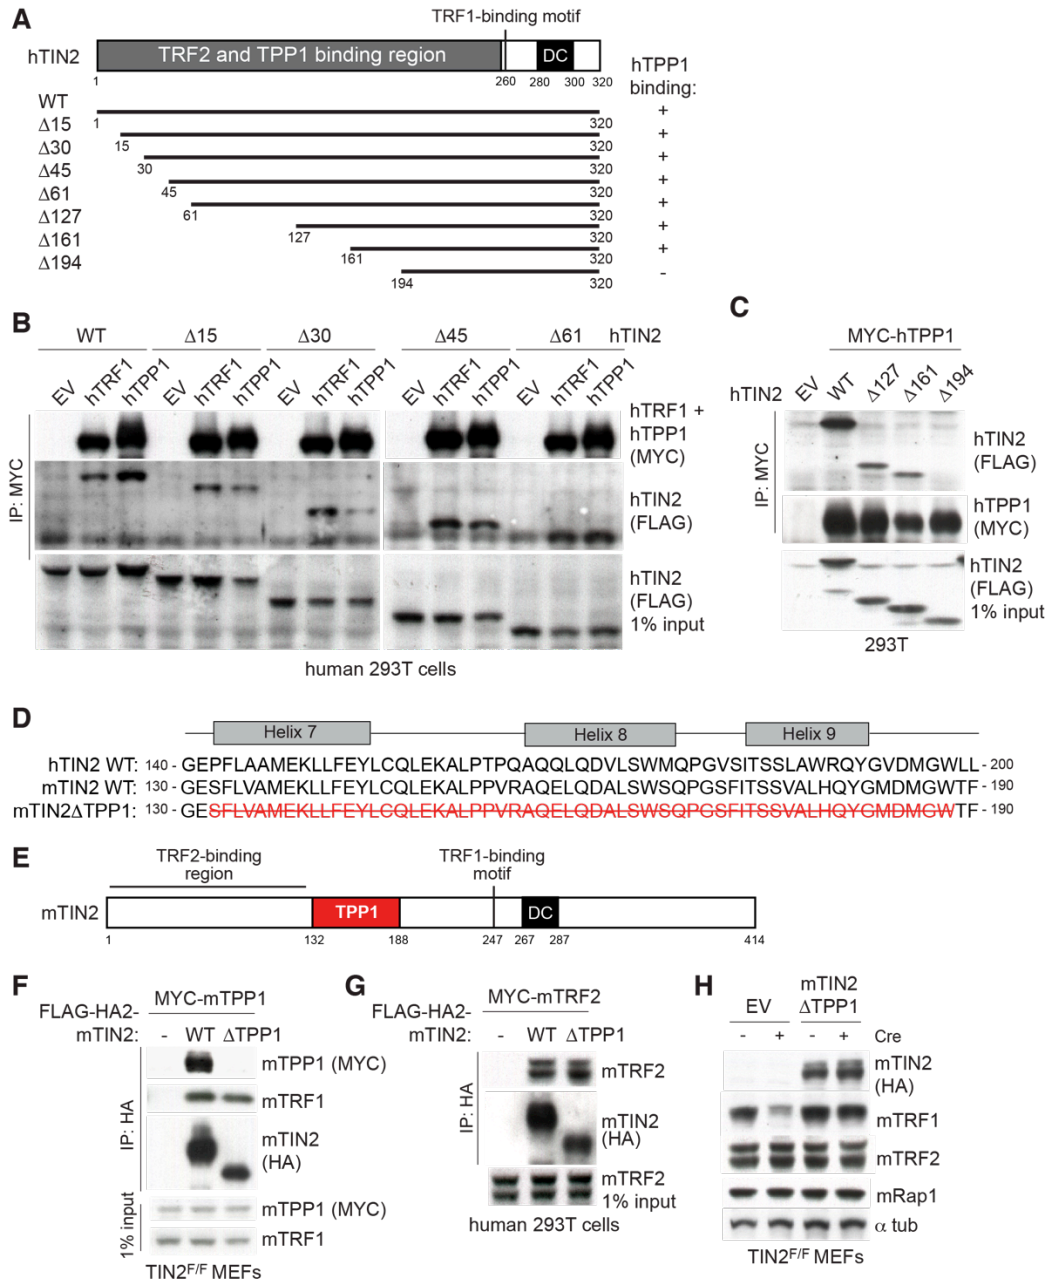 A
TRF1-binding motif
hTIN2
TRF2 and TPP1 binding region
DC
1
260
280
300
320
hTPP1
binding:
WT
1
320
+
Δ15
15
320
+
Δ30
30
320
+
Δ45
45
320
+
Δ61
61
320
+
Δ127
127
320
+
Δ161
161
320
+
Δ194
194
320
-
B
WT
Δ15
Δ30
Δ45
Δ61
hTIN2
EV
hTRF1
hTPP1
EV
hTRF1
hTPP1
EV
hTRF1
hTPP1
EV
hTRF1
hTPP1
EV
hTRF1
hTPP1
IP: MYC
hTRF1 +
hTPP1
(MYC)
hTIN2
(FLAG)
hTIN2
(FLAG)
1% input
human 293T cells
C
MYC-hTPP1
hTIN2
EV
WT
Δ127
Δ161
Δ194
IP: MYC
hTIN2
(FLAG)
hTPP1
(MYC)
hTIN2
(FLAG)
1% input
293T
D
Helix 7
Helix 8
Helix 9
hTIN2 WT: 140 - GEPFLAAMEKLLFEYLCQLEKALPTPQAQQLQDVLSWMQPGVSITSSLAWRQYGVDMGWLL - 200
mTIN2 WT: 130 - GESFLVAMEKLLFEYLCQLEKALPPVRAQELQDALSWSQPGSFITSSVALHQYGMDMGWTF - 190
mTIN2ΔTPP1: 130 - GESFLVAMEKLLFEYLCQLEKALPPVRAQELQDALSWSQPGSFITSSVALHQYGMDMGWTF - 190
E
TRF2-binding
region
TRF1-binding
motif
mTIN2
TPP1
DC
1
132
188
247
267
287
414
F
MYC-mTPP1
FLAG-HA2-
mTIN2:
-
WT
ΔTPP1
IP: HA
mTPP1 (MYC)
mTRF1
mTIN2
(HA)
1% input
mTPP1 (MYC)
mTRF1
TIN2F/F MEFs
G
MYC-mTRF2
FLAG-HA2-
mTIN2:
-
WT
ΔTPP1
IP: HA
mTRF2
mTIN2
(HA)
mTRF2
1% input
human 293T cells
H
EV
mTIN2
ΔTPP1
-
+
-
+
Cre
mTIN2
(HA)
mTRF1
mTRF2
mRap1
α tub
TIN2F/F MEFs